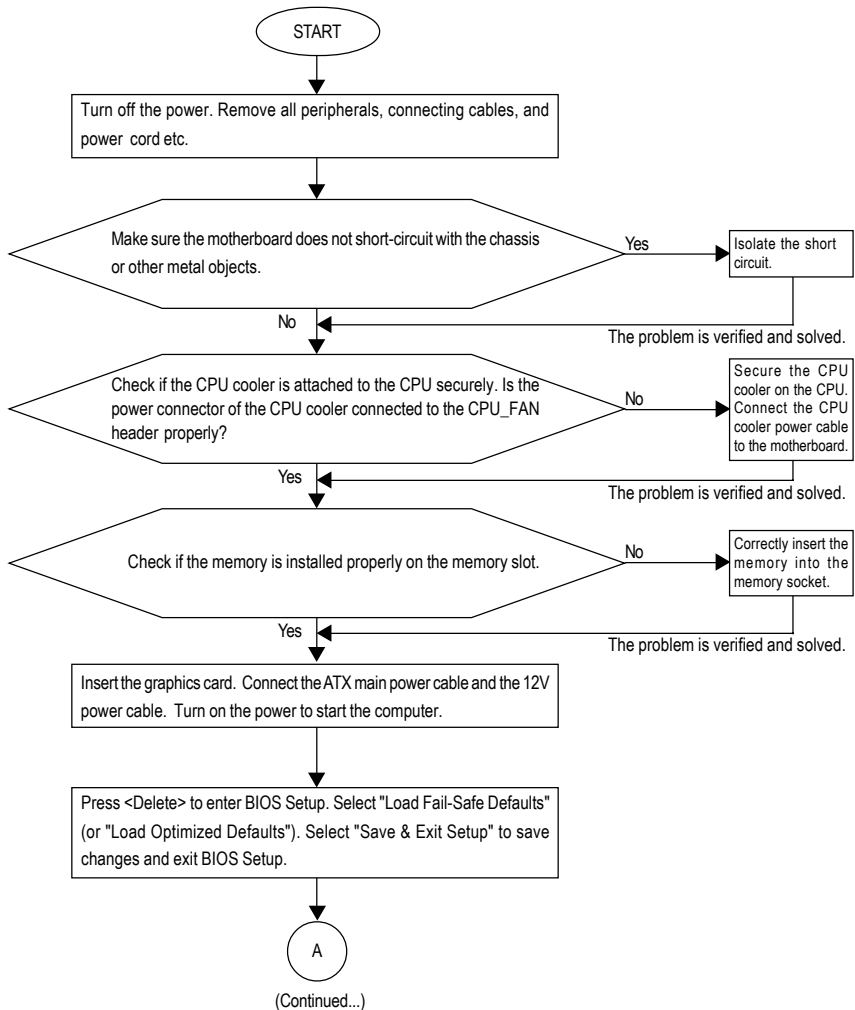 START
Turn off the power. Remove all peripherals, connecting cables, and
power cord etc.
Make sure the motherboard does not short-circuit with the chassis
or other metal objects.
Yes
Isolate the short
circuit.
No
The problem is verified and solved.
Check if the CPU cooler is attached to the CPU securely. Is the
power connector of the CPU cooler connected to the CPU_FAN
header properly?
No
Secure the CPU
cooler on the CPU.
Connect the CPU
cooler power cable
to the motherboard.
Yes
The problem is verified and solved.
Check if the memory is installed properly on the memory slot.
No
Correctly insert the
memory into the
memory socket.
Yes
The problem is verified and solved.
Insert the graphics card. Connect the ATX main power cable and the 12V
power cable. Turn on the power to start the computer.
Press <Delete> to enter BIOS Setup. Select "Load Fail-Safe Defaults"
(or "Load Optimized Defaults"). Select "Save & Exit Setup" to save
changes and exit BIOS Setup.
A
(Continued...)